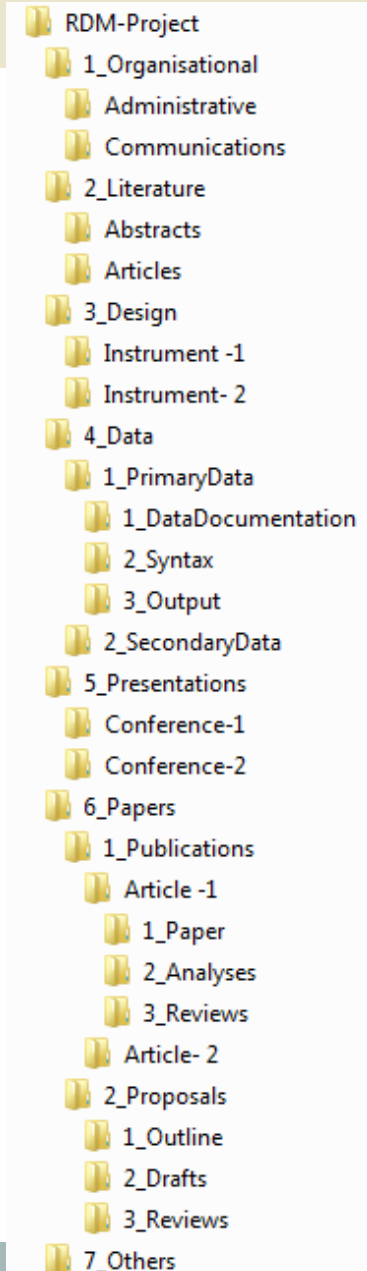 RDM-Project
1_Organisational
Administrative
Communications
2_Literature
Abstracts
Articles
3_Design
Instrument -1
Instrument- 2
4_Data
1_PrimaryData
1_DataDocumentation
2_Syntax
3_Output
2_SecondaryData
5_Presentations
Conference-1
Conference-2
6_Papers
1_Publications
Article -1
1_Paper
2_Analyses
3_Reviews
Article- 2
2_Proposals
1_Outline
2_Drafts
3_Reviews
7_Others